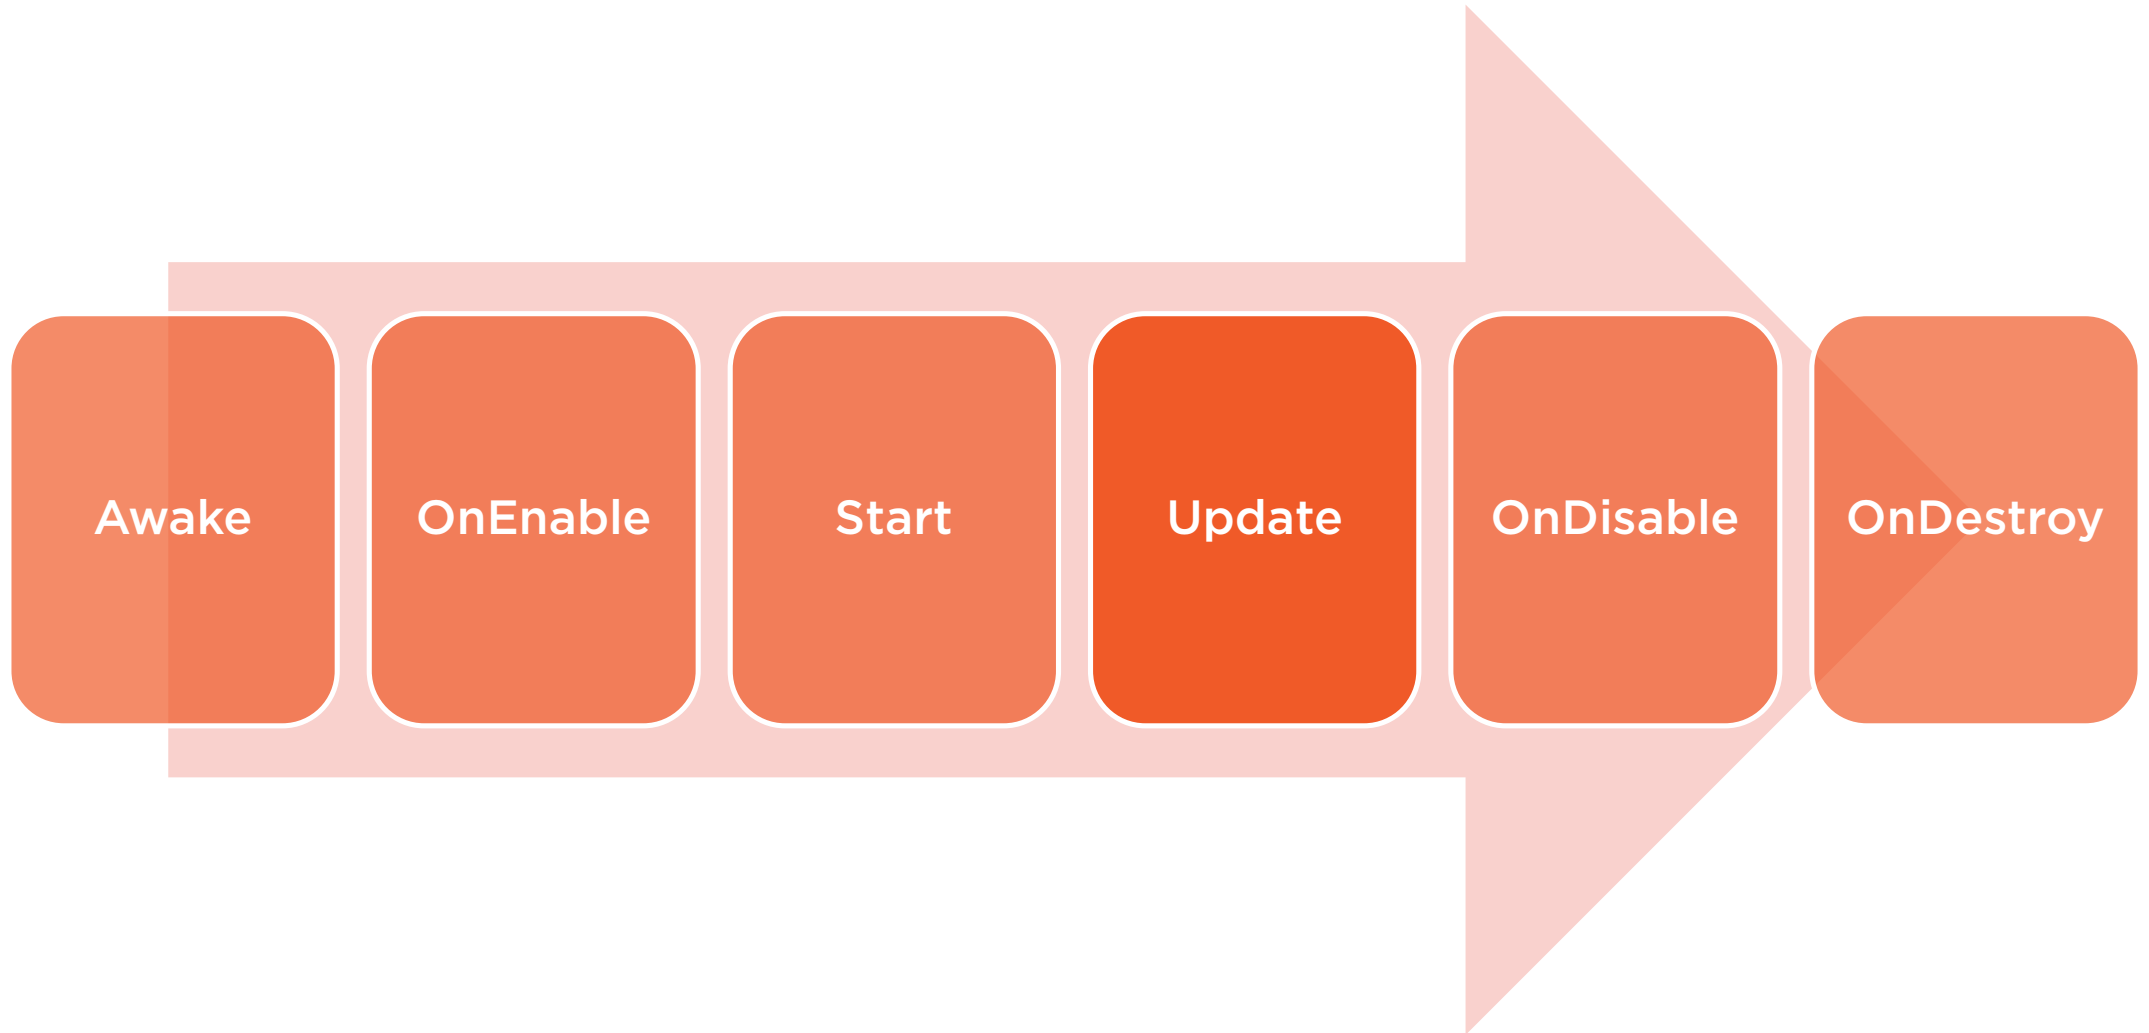 Awake
OnEnable
Start
Update
OnDisable
OnDestroy